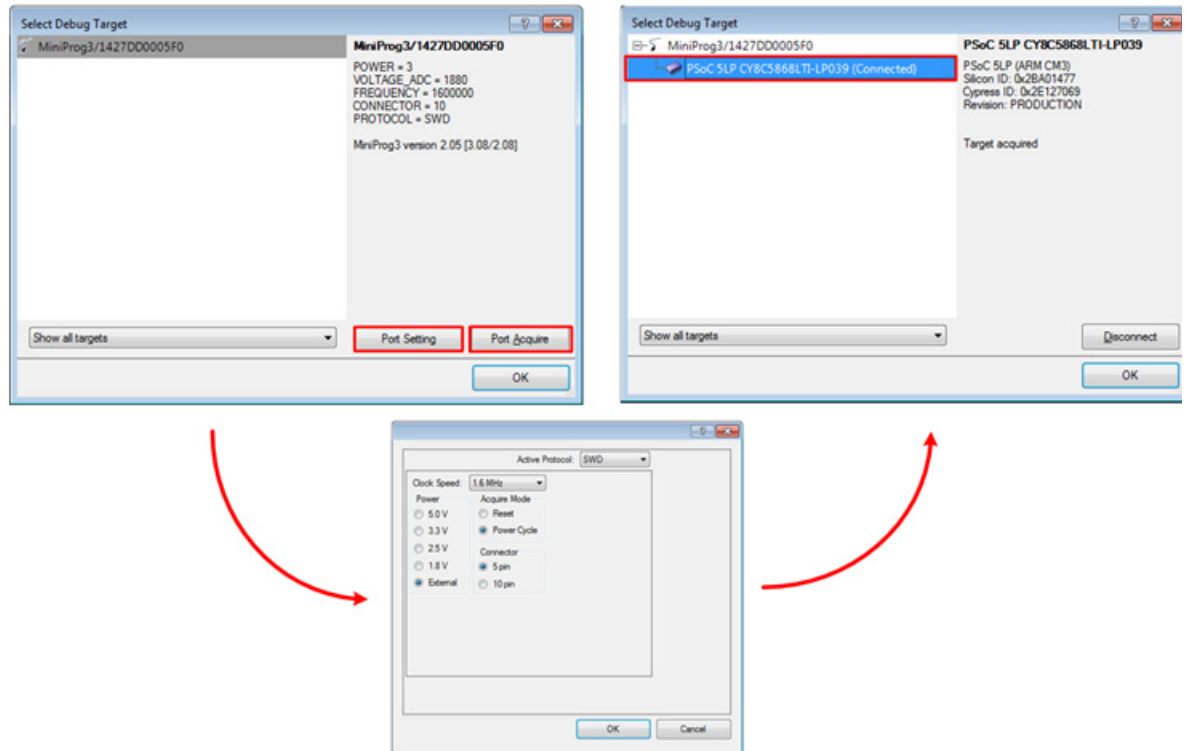 Select Debug Target
MiniProg3/1427DD0005F0
MiniProg3/1427DD0005F0
POWER = 3
VOLTAGE_ADC = 1880
FREQUENCY = 1600000
CONNECTOR = 10
PROTOCOL = SWD
MiniProg3 version 2.05 [3.08/2.08]
Show all targets
Port Setting
Port Acquire
OK
Select Debug Target
MiniProg3/1427DD0005F0
PSoC 5LP CY8C5868LTI-LP039 (Connected)
PSoC 5LP CY8C5868LTI-LP039
PSoC 5LP (ARM CM3)
Silicon ID: 0x2BA01477
Cypress ID: 0x2E127069
Revision: PRODUCTION
Target acquired
Show all targets
Disconnect
OK
Active Protocol: SWD
Clock Speed: 1.6 MHz
Power
5.0 V
3.3 V
2.5 V
1.8 V
External
Acquire Mode
Reset
Power Cycle
Connector
5 pin
10 pin
OK
Cancel